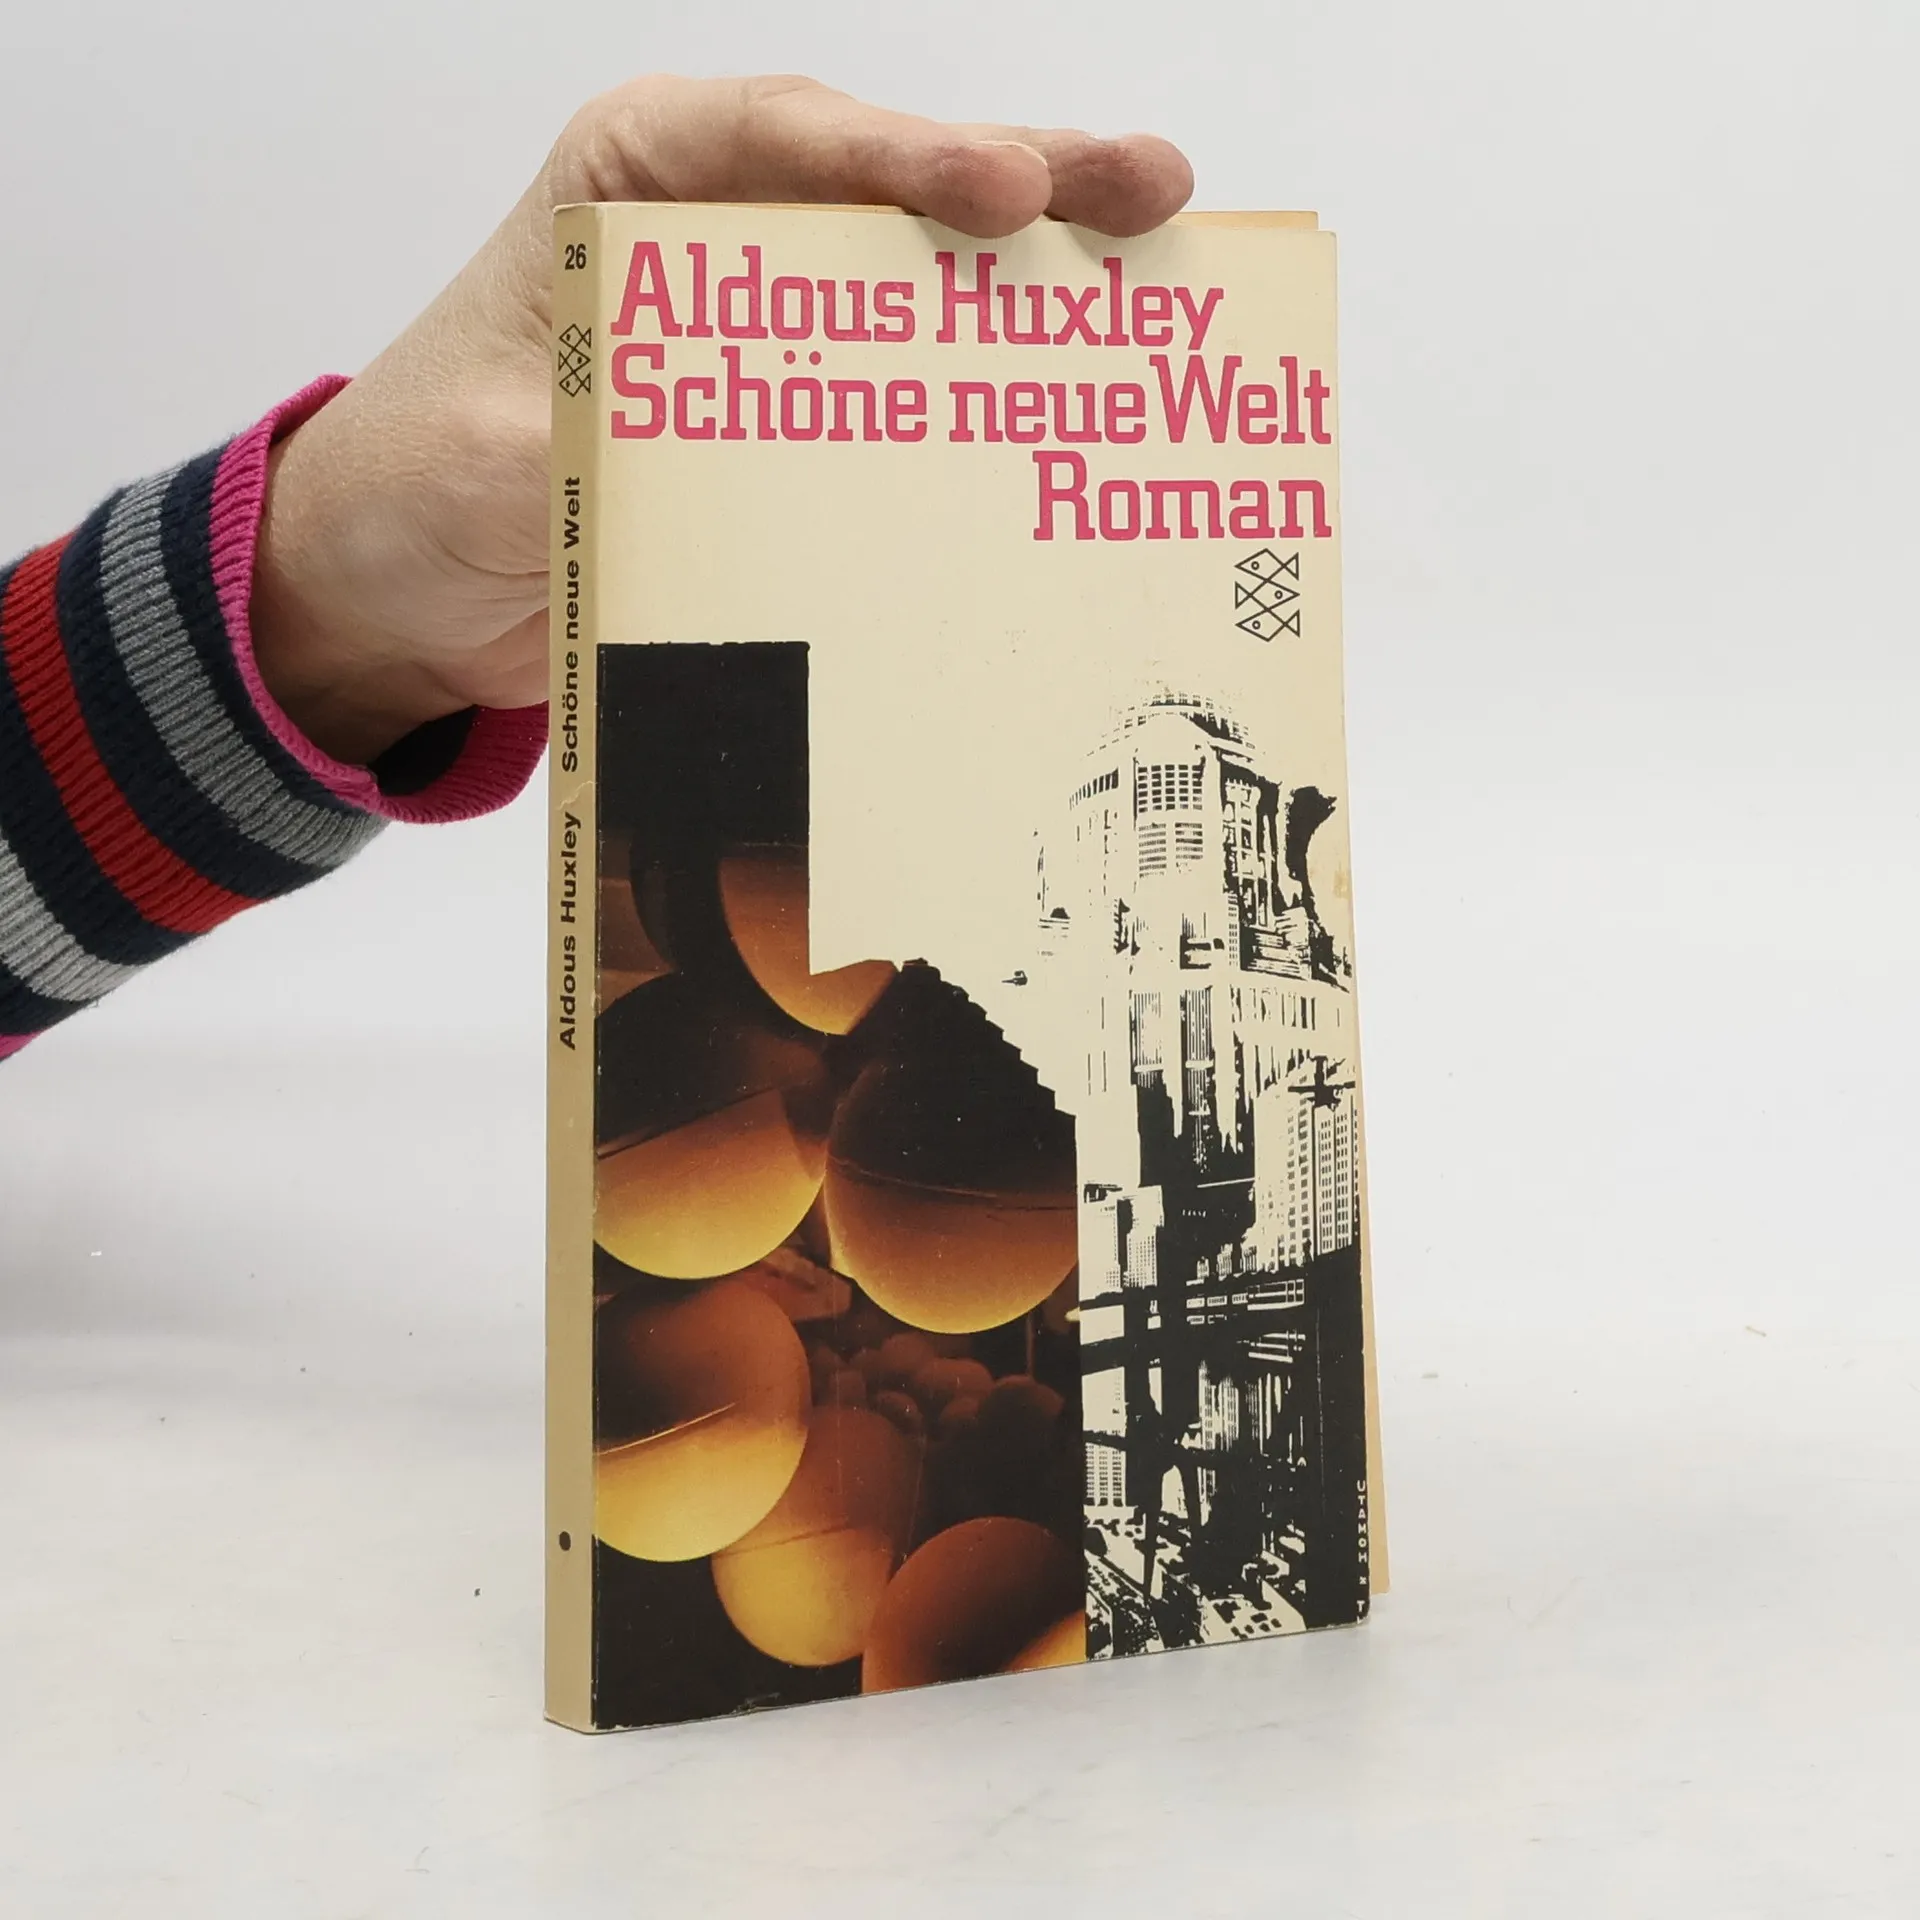 Aldous Huxley
Schöne neue Welt
Roman
26
Aldous Huxley Schöne neue Welt